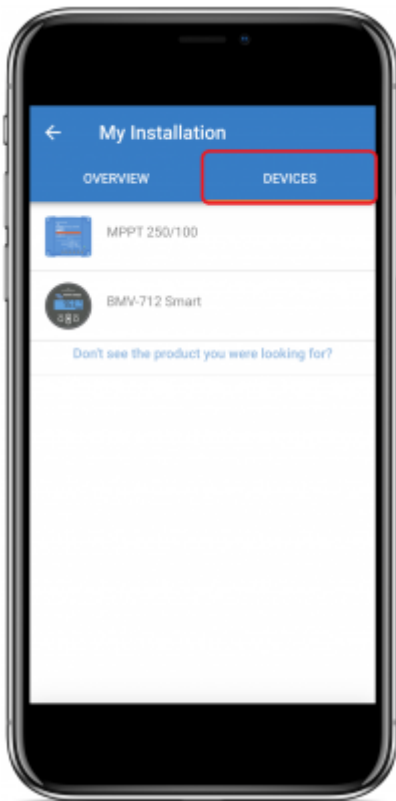 My Installation
OVERVIEW DEVICES
MPPT 250/100
BMV-712 Smart
Don't see the product you were looking for?